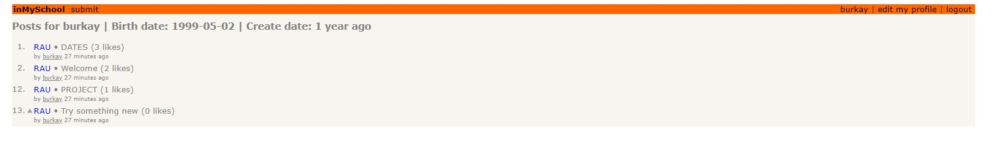 inMySchool submit burkay | edit my profile | logout
Posts for burkay | Birth date: 1999-05-02 | Create date: 1 year ago
1. RAU • DATES (3 likes)
by burkay 27 minutes ago
2. RAU • Welcome (2 likes)
by burkay 27 minutes ago
12. RAU • PROJECT (1 likes)
by burkay 27 minutes ago
13. ▲ RAU • Try something new (0 likes)
by burkay 27 minutes ago